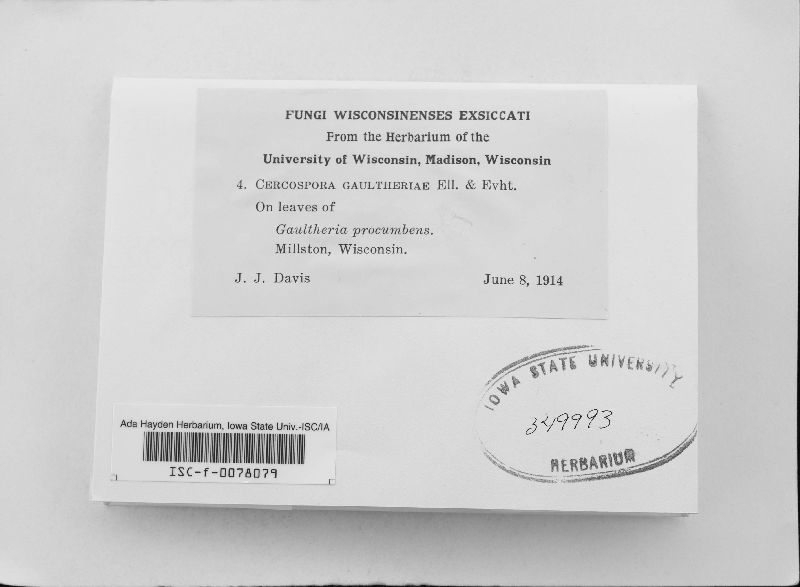 FUNGI WISCONSINENSES EXSICCATI
From the Herbarium of the
University of Wisconsin, Madison, Wisconsin
4. CERCOSPORA GAULTHERIAE Ell. & Evht.
On leaves of
Gaultheria procumbens.
Millston, Wisconsin.
J. J. Davis June 8, 1914
IOWA STATE UNIVERSITY
349993
HERBARIUM
Ada Hayden Herbarium, Iowa State Univ.-ISC/IA
ISC-f-0078079